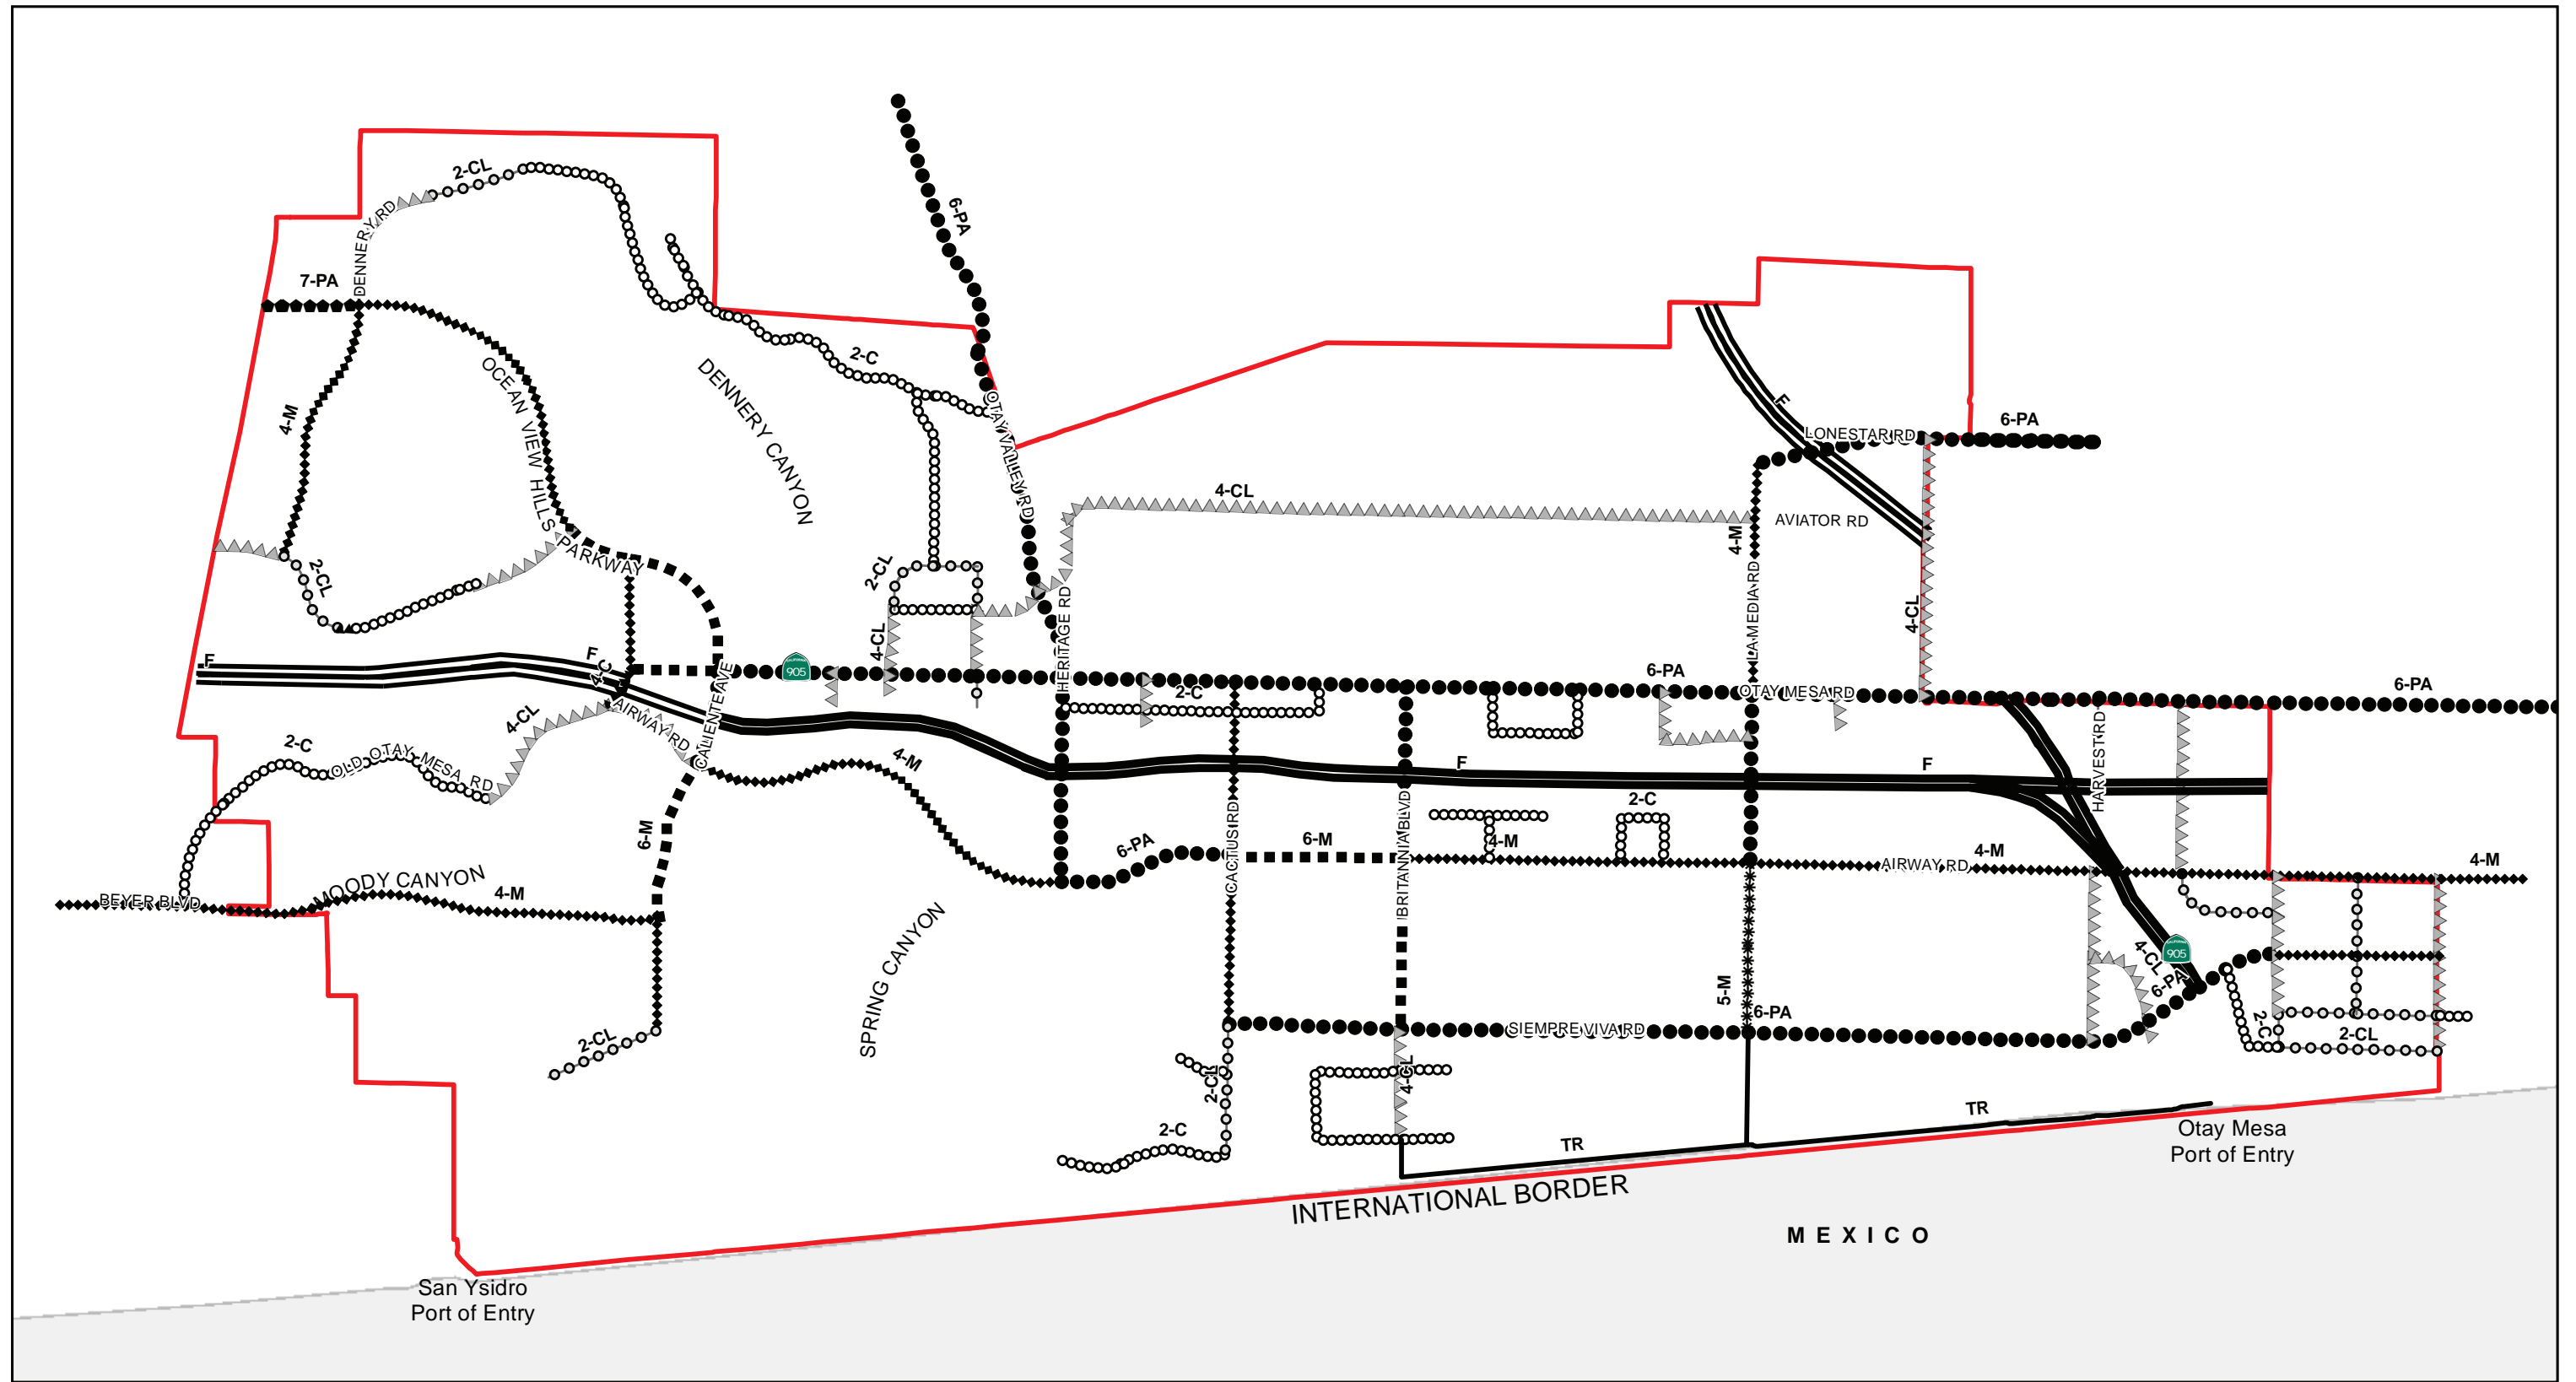 2-CL
DENNERY RD
6-PA
7-PA
2-C
F
4-M
OCEAN VIEW HILLS
PARKWAY
DENNERY CANYON
OTAY VALLEY RD
LONESTAR RD
6-PA
4-CL
AVIATOR RD
4-M
2-CL
2-CL
4-CL
4-CL
HERITAGE RD
LA MEDIA RD
F
F
4-C
CALIFORNIA
905
6-PA
OTAY MESA RD
6-PA
2-C
CALIENTE AVE
AIRWAY RD
4-CL
2-C
OLD OTAY MESA RD
4-M
F
F
HARVEST RD
6-M
2-C
6-PA
6-M
4-M
4-M
AIRWAY RD
4-M
CACTUS RD
BRITANNIA BLVD
BEYER BLVD
MOODY CANYON
4-M
SPRING CANYON
CALIFORNIA
905
4-CL
6-PA
5-M
6-PA
SIEMPRE VIVA RD
2-C
2-CL
2-CL
2-CL
4-CL
2-C
TR
TR
Otay Mesa
Port of Entry
INTERNATIONAL BORDER
MEXICO
San Ysidro
Port of Entry